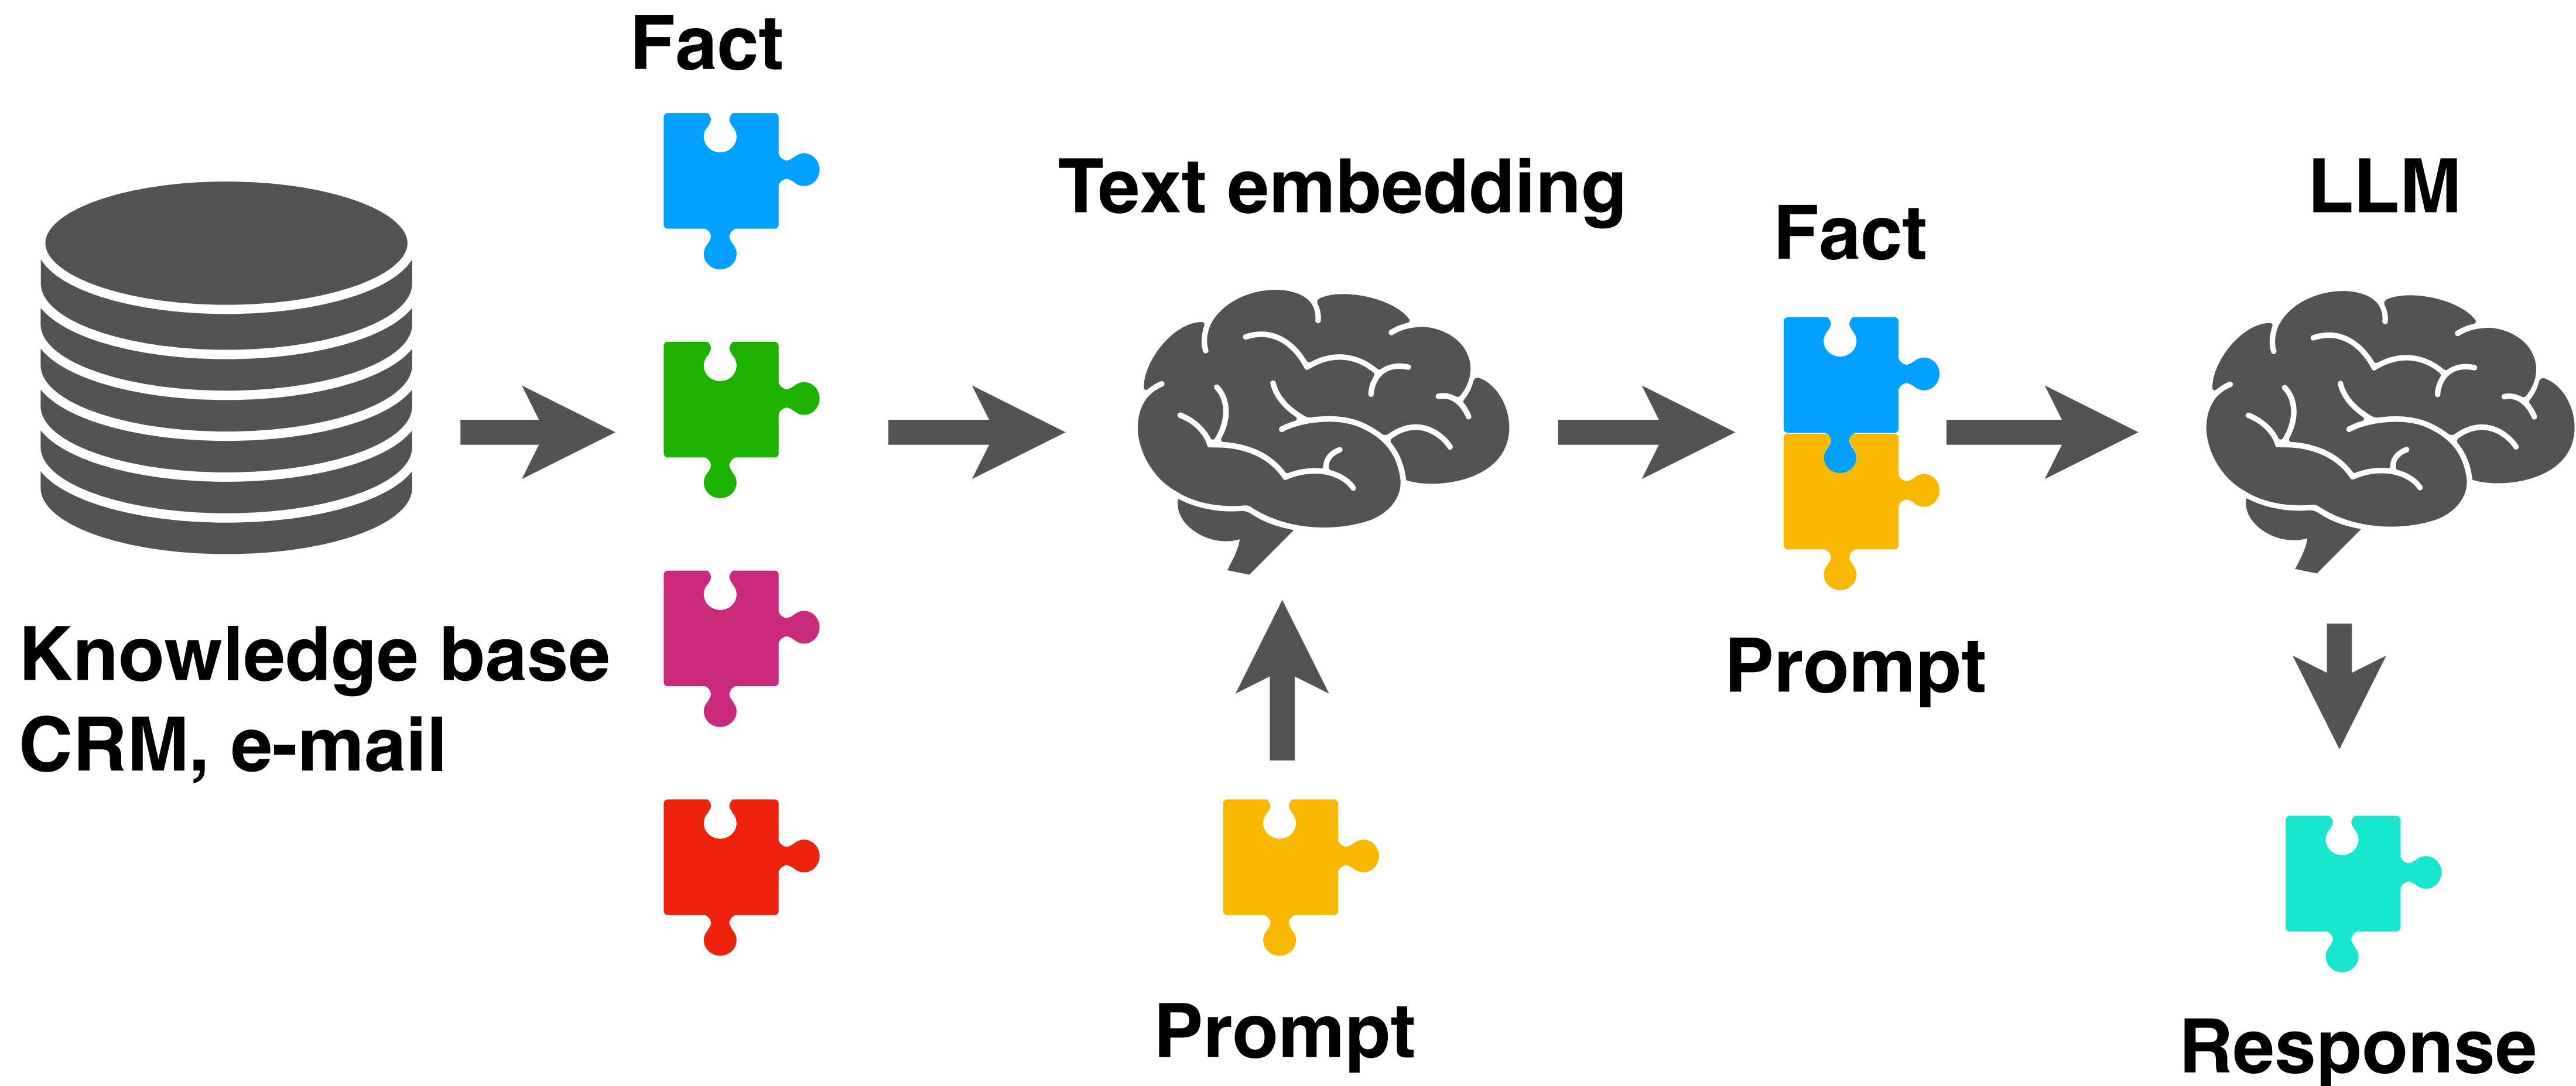 Fact
Text embedding
LLM
Fact
Knowledge base
CRM, e-mail
Prompt
Prompt
Response